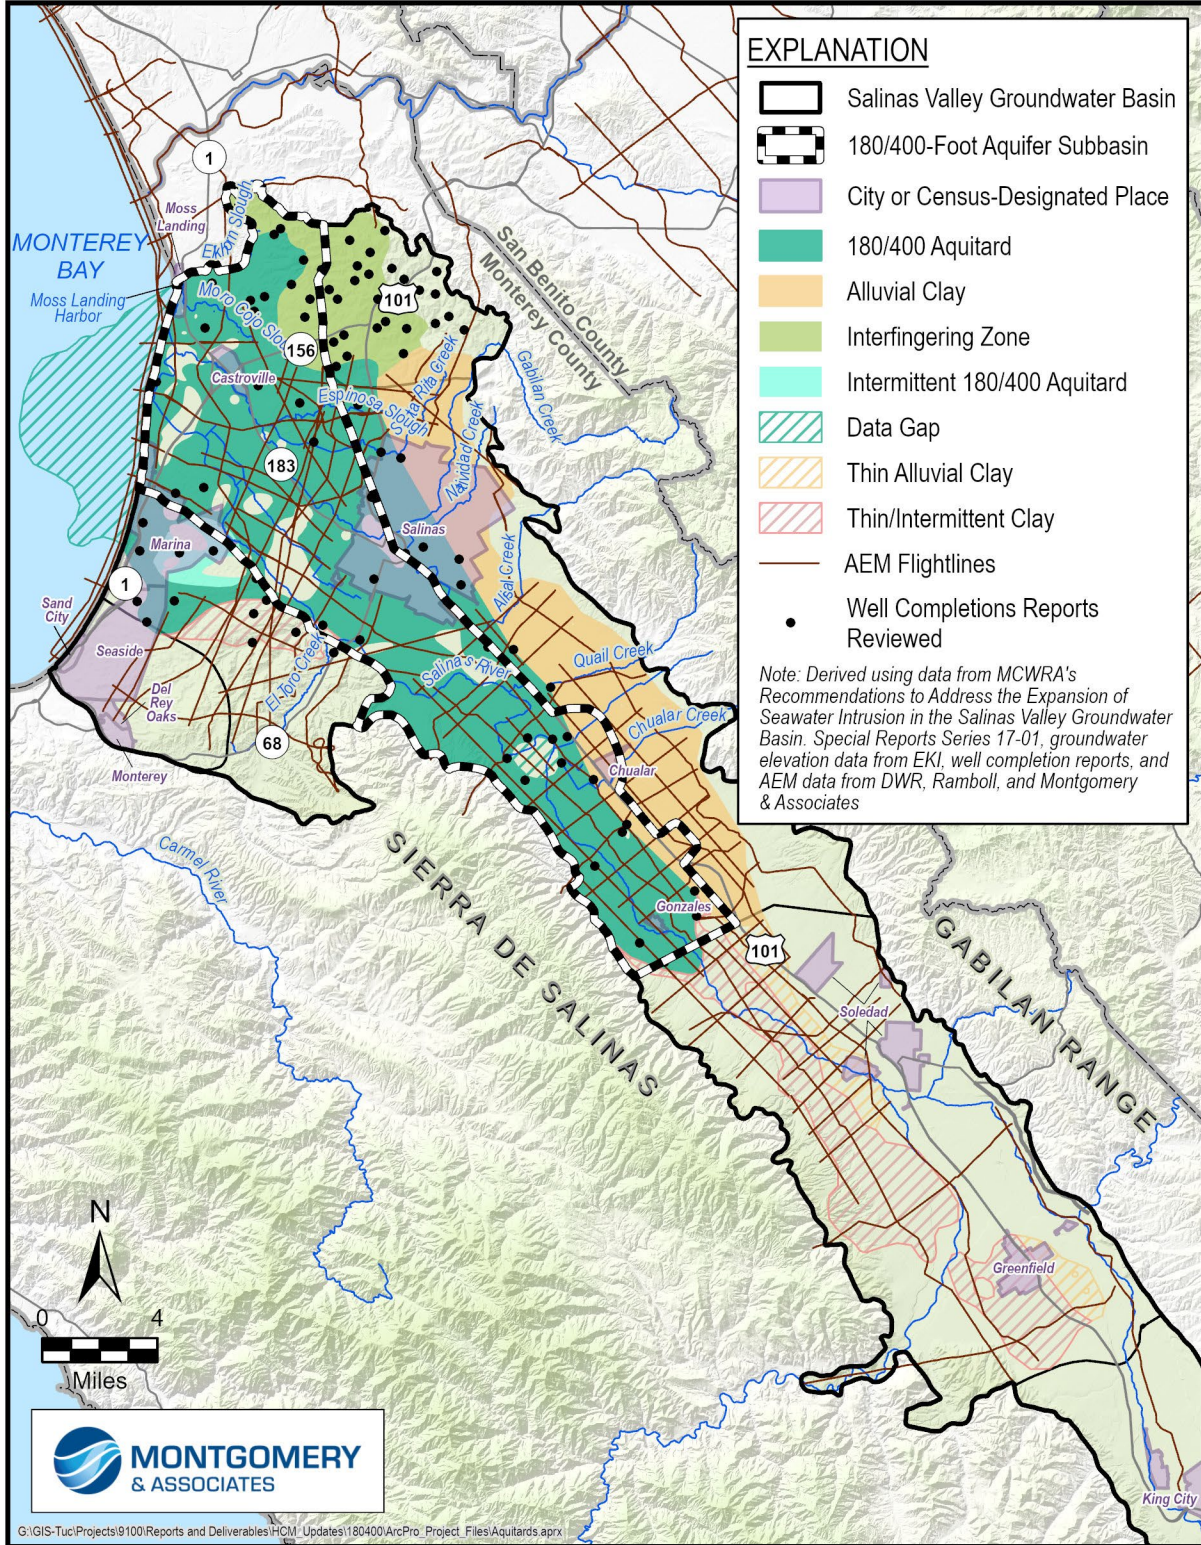 EXPLANATION
Salinas Valley Groundwater Basin
180/400-Foot Aquifer Subbasin
City or Census-Designated Place
180/400 Aquitard
Alluvial Clay
Interfingering Zone
Intermittent 180/400 Aquitard
Data Gap
Thin Alluvial Clay
Thin/Intermittent Clay
AEM Flightlines
Well Completions Reports
Reviewed
Note: Derived using data from MCWRA's
Recommendations to Address the Expansion of
Seawater Intrusion in the Salinas Valley Groundwater
Basin. Special Reports Series 17-01, groundwater
elevation data from EKI, well completion reports, and
AEM data from DWR, Ramboll, and Montgomery
& Associates
1
Moss
Landing
Elkhorn Slough
MONTEREY
BAY
Moss Landing
Harbor
Moro Cojo Slough
San Benito County
Monterey County
101
156
Castroville
Espinosa Slough
Santa Rita Creek
Gabilan Creek
Natividad Creek
183
Salinas
Marina
Alisal Creek
1
Sand
City
Seaside
Del
Rey
Oaks
El Toro Creek
Salinas River
Quail Creek
Chualar Creek
68
Monterey
Chualar
Carmel River
SIERRA DE SALINAS
Gonzales
101
GABILAN RANGE
Soledad
Greenfield
King City
N
0 4
Miles
MONTGOMERY
& ASSOCIATES
G:\GIS-Tuc\Projects\9100\Reports and Deliverables\HCM_Updates\180400\ArcPro_Project_Files\Aquitards.aprx